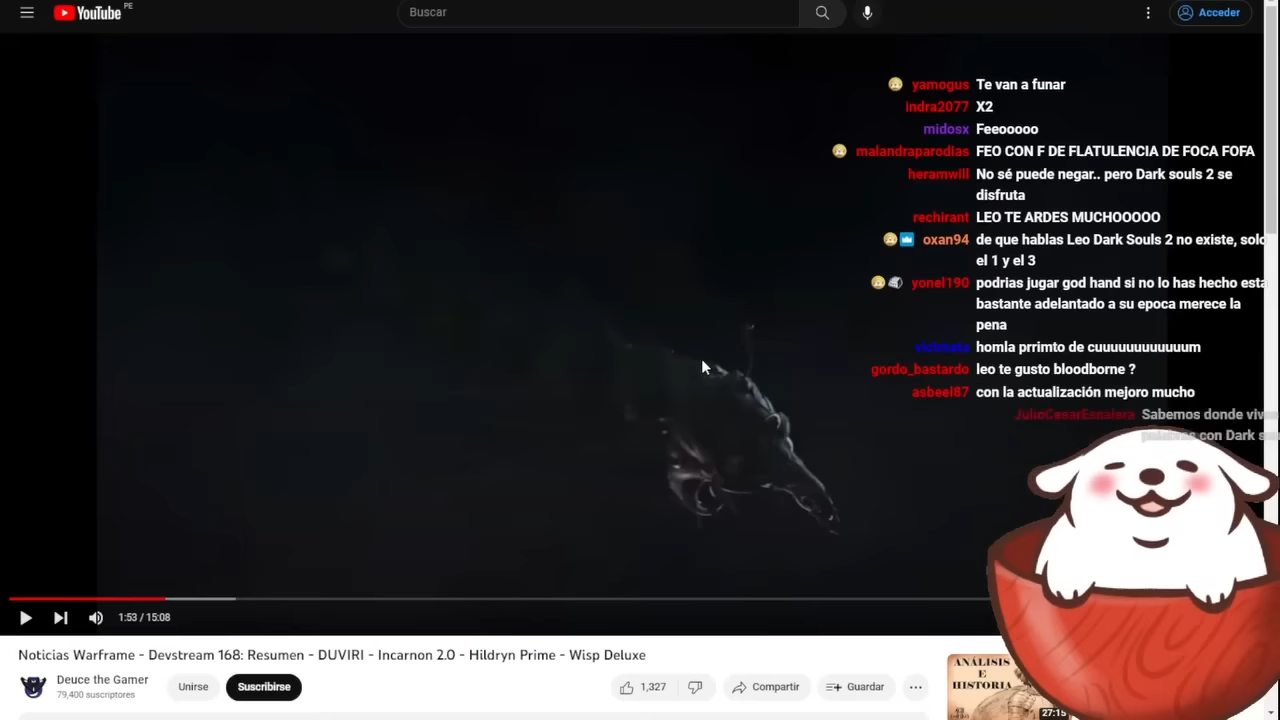 YouTube PE
Buscar
Acceder
yamogus Te van a funar
indra2077 X2
midosx Feeooooo
malandraparodias FEO CON F DE FLATULENCIA DE FOCA FOFA
heramwill No sé puede negar.. pero Dark souls 2 se
disfruta
rechirant LEO TE ARDES MUCHOOOOO
oxan94 de que hablas Leo Dark Souls 2 no existe, solo
el 1 y el 3
yonel190 podrias jugar god hand si no lo has hecho esta
bastante adelantado a su epoca merece la
pena
homla prrimto de cuuuuuuuuuuum
gordo_bastardo leo te gusto bloodborne ?
asbeel87 con la actualización mejoro mucho
Sabemos donde
palabras con Dark
1:53 / 15:08
Noticias Warframe - Devstream 168: Resumen - DUVIRI - Incarnon 2.0 - Hildryn Prime - Wisp Deluxe
Deuce the Gamer
79,400 suscriptores
Unirse
Suscribirse
1,327
Compartir
Guardar
ANÁLISIS
E
HISTORIA
27:15